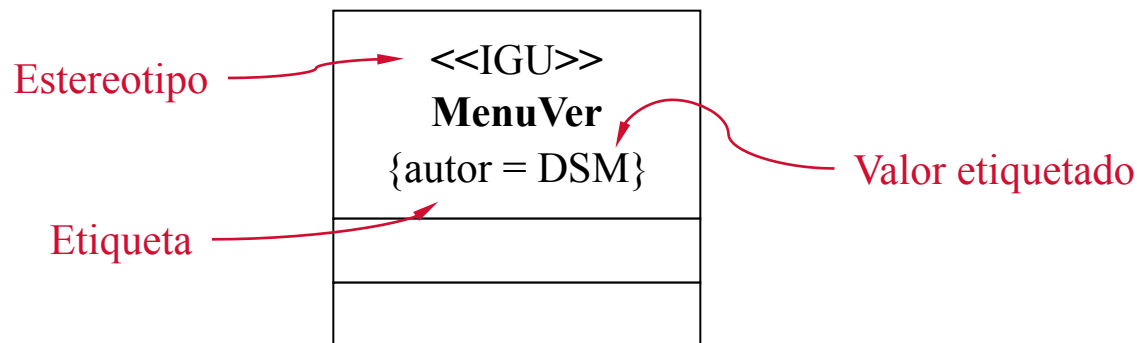 <<IGU>>
Estereotipo
MenuVer
{autor = DSM}
Valor etiquetado
Etiqueta